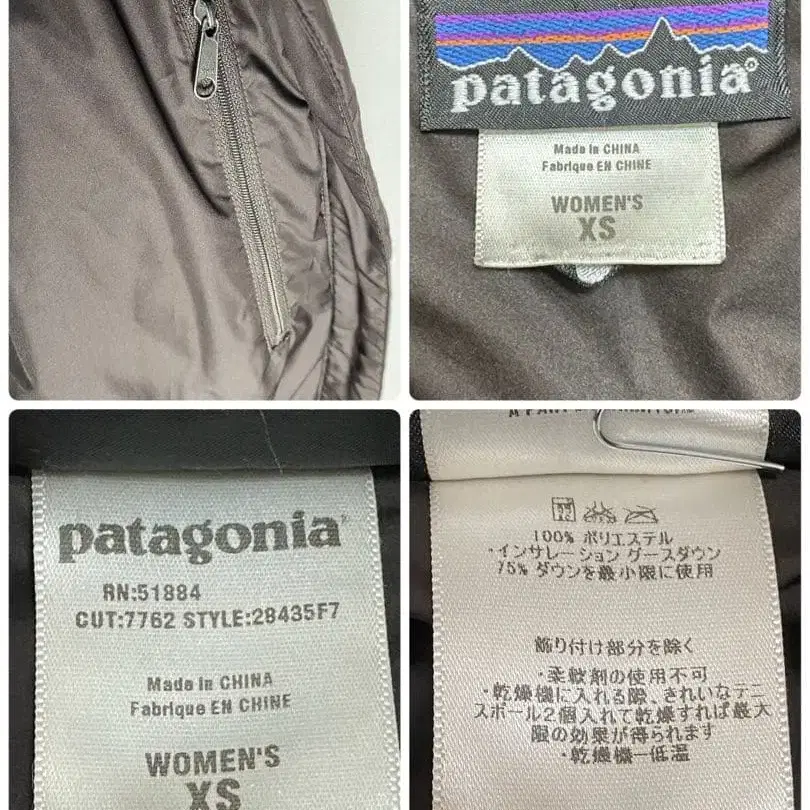 patagonia®
Made in CHINA
Fabrique EN CHINE
WOMEN'S
XS
patagonia®
RN:51884
CUT:7762 STYLE:28435F7
Made in CHINA
Fabrique EN CHINE
WOMEN'S
XS
100% ポリエステル
・インサレーション グースダウン
75% ダウンを最小限に使用
飾り付け部分を除く
・柔軟剤の使用不可
・乾燥機に入れる際、きれいなテニ
スボール2個入れて乾燥すれば最大
限の効果が得られます
・乾燥機ー低温